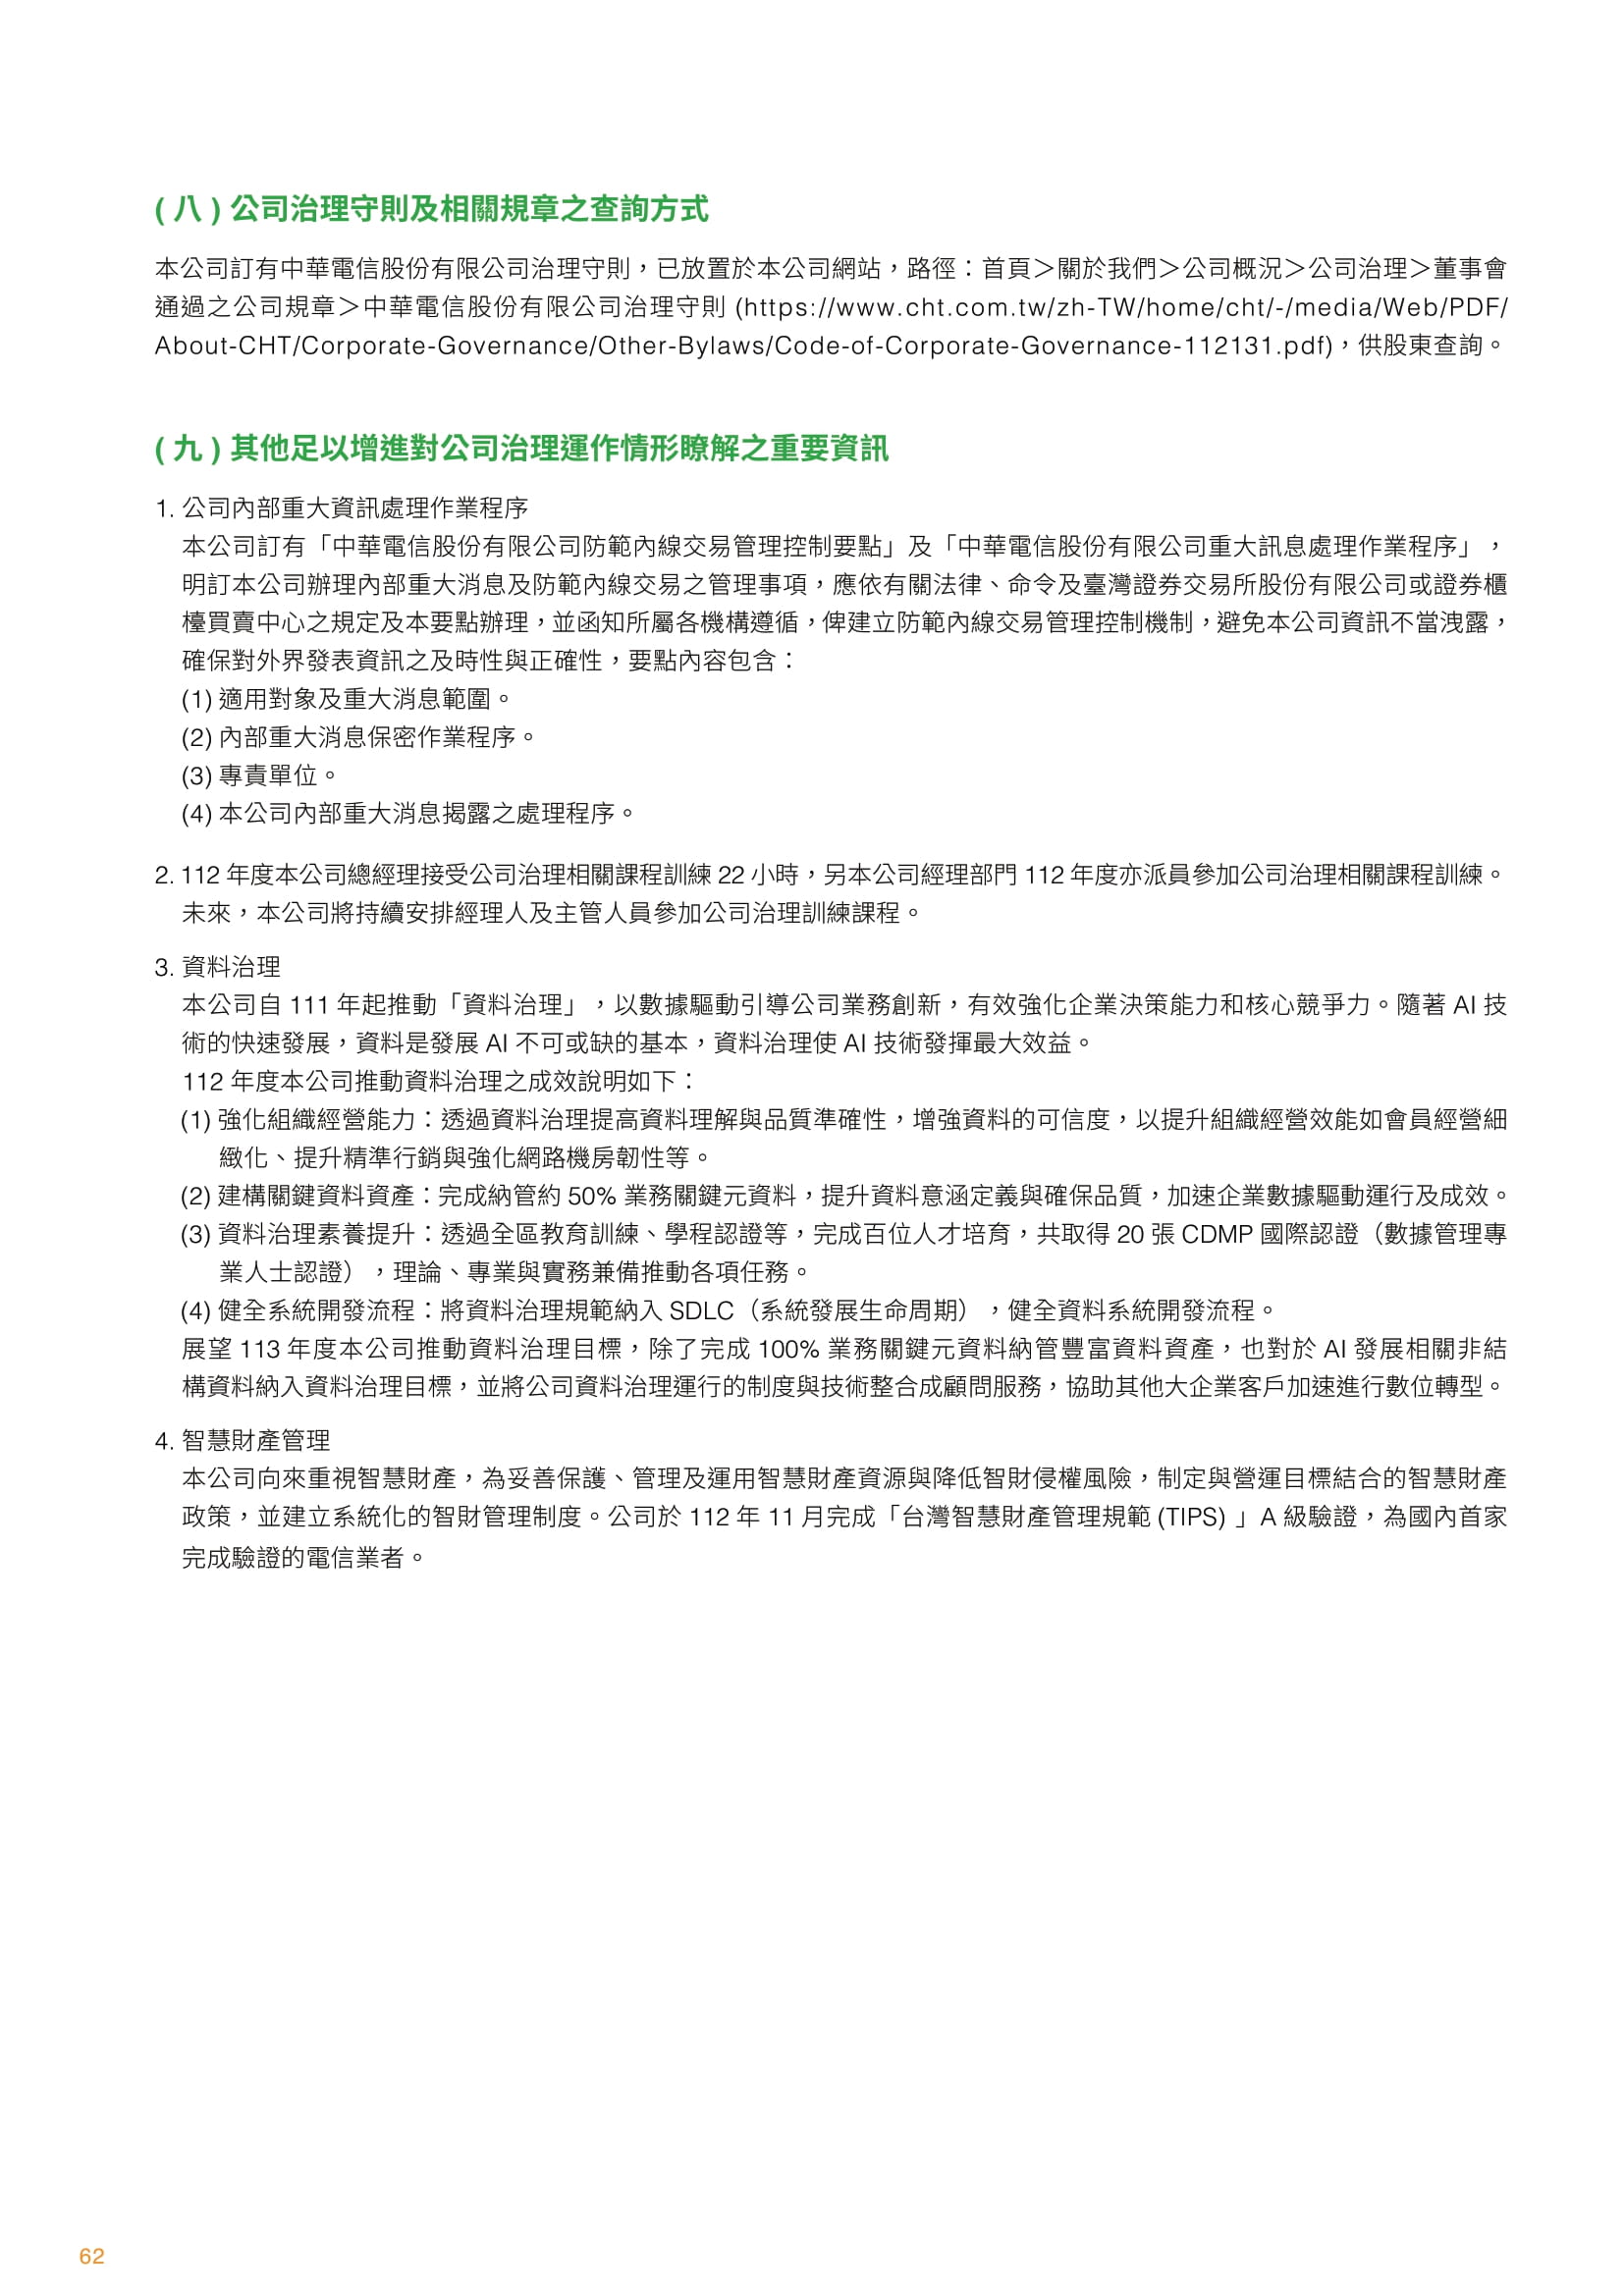 ( 八 ) 公司治理守則及相關規章之查詢方式
本公司訂有中華電信股份有限公司治理守則，已放置於本公司網站，路徑：首頁＞關於我們＞公司概況＞公司治理＞董事會
通過之公司規章＞中華電信股份有限公司治理守則 (https://www.cht.com.tw/zh-TW/home/cht/-/media/Web/PDF/
About-CHT/Corporate-Governance/Other-Bylaws/Code-of-Corporate-Governance-112131.pdf)，供股東查詢。
( 九 ) 其他足以增進對公司治理運作情形瞭解之重要資訊
1. 公司內部重大資訊處理作業程序
本公司訂有「中華電信股份有限公司防範內線交易管理控制要點」及「中華電信股份有限公司重大訊息處理作業程序」，
明訂本公司辦理內部重大消息及防範內線交易之管理事項，應依有關法律、命令及臺灣證券交易所股份有限公司或證券櫃
檯買賣中心之規定及本要點辦理，並函知所屬各機構遵循，俾建立防範內線交易管理控制機制，避免本公司資訊不當洩露，
確保對外界發表資訊之及時性與正確性，要點內容包含：
(1) 適用對象及重大消息範圍。
(2) 內部重大消息保密作業程序。
(3) 專責單位。
(4) 本公司內部重大消息揭露之處理程序。
2. 112 年度本公司總經理接受公司治理相關課程訓練 22 小時，另本公司經理部門 112 年度亦派員參加公司治理相關課程訓練。
未來，本公司將持續安排經理人及主管人員參加公司治理訓練課程。
3. 資料治理
本公司自 111 年起推動「資料治理」，以數據驅動引導公司業務創新，有效強化企業決策能力和核心競爭力。隨著 AI 技
術的快速發展，資料是發展 AI 不可或缺的基本，資料治理使 AI 技術發揮最大效益。
112 年度本公司推動資料治理之成效說明如下：
(1) 強化組織經營能力：透過資料治理提高資料理解與品質準確性，增強資料的可信度，以提升組織經營效能如會員經營細
緻化、提升精準行銷與強化網路機房韌性等。
(2) 建構關鍵資料資產：完成納管約 50% 業務關鍵元資料，提升資料意涵定義與確保品質，加速企業數據驅動運行及成效。
(3) 資料治理素養提升：透過全區教育訓練、學程認證等，完成百位人才培育，共取得 20 張 CDMP 國際認證（數據管理專
業人士認證），理論、專業與實務兼備推動各項任務。
(4) 健全系統開發流程：將資料治理規範納入 SDLC（系統發展生命周期），健全資料系統開發流程。
展望 113 年度本公司推動資料治理目標，除了完成 100% 業務關鍵元資料納管豐富資料資產，也對於 AI 發展相關非結
構資料納入資料治理目標，並將公司資料治理運行的制度與技術整合成顧問服務，協助其他大企業客戶加速進行數位轉型。
4. 智慧財產管理
本公司向來重視智慧財產，為妥善保護、管理及運用智慧財產資源與降低智財侵權風險，制定與營運目標結合的智慧財產
政策，並建立系統化的智財管理制度。公司於 112 年 11 月完成「台灣智慧財產管理規範 (TIPS) 」A 級驗證，為國內首家
完成驗證的電信業者。
62